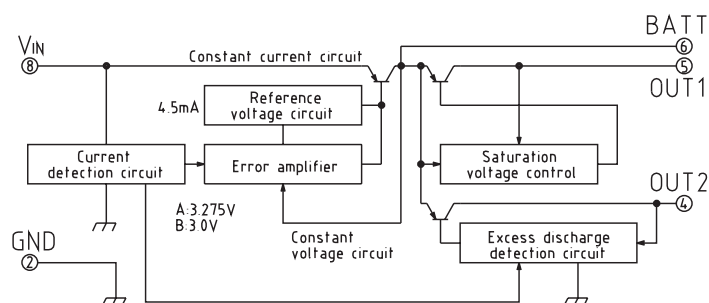 BATT
6
VIN
8
Constant current circuit
5
OUT1
4.5mA
Reference
voltage circuit
Current
detection circuit
Error amplifier
Saturation
voltage control
OUT2
4
A:3.275V
B:3.0V
GND
2
Constant
voltage circuit
Excess discharge
detection circuit